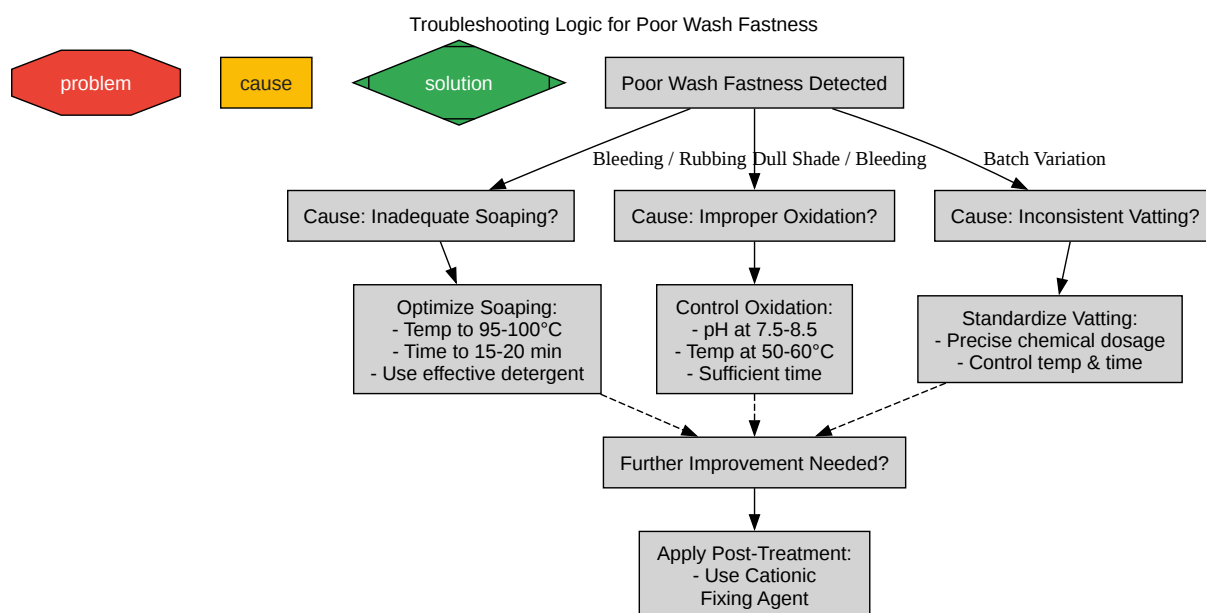 Troubleshooting Logic for Poor Wash Fastness
problem
cause
solution
Poor Wash Fastness Detected
Bleeding / Rubbing
Dull Shade / Bleeding
Batch Variation
Cause: Inadequate Soaping?
Cause: Improper Oxidation?
Cause: Inconsistent Vatting?
Optimize Soaping:
- Temp to 95-100°C
- Time to 15-20 min
- Use effective detergent
Control Oxidation:
- pH at 7.5-8.5
- Temp at 50-60°C
- Sufficient time
Standardize Vatting:
- Precise chemical dosage
- Control temp & time
Further Improvement Needed?
Apply Post-Treatment:
- Use Cationic
Fixing Agent